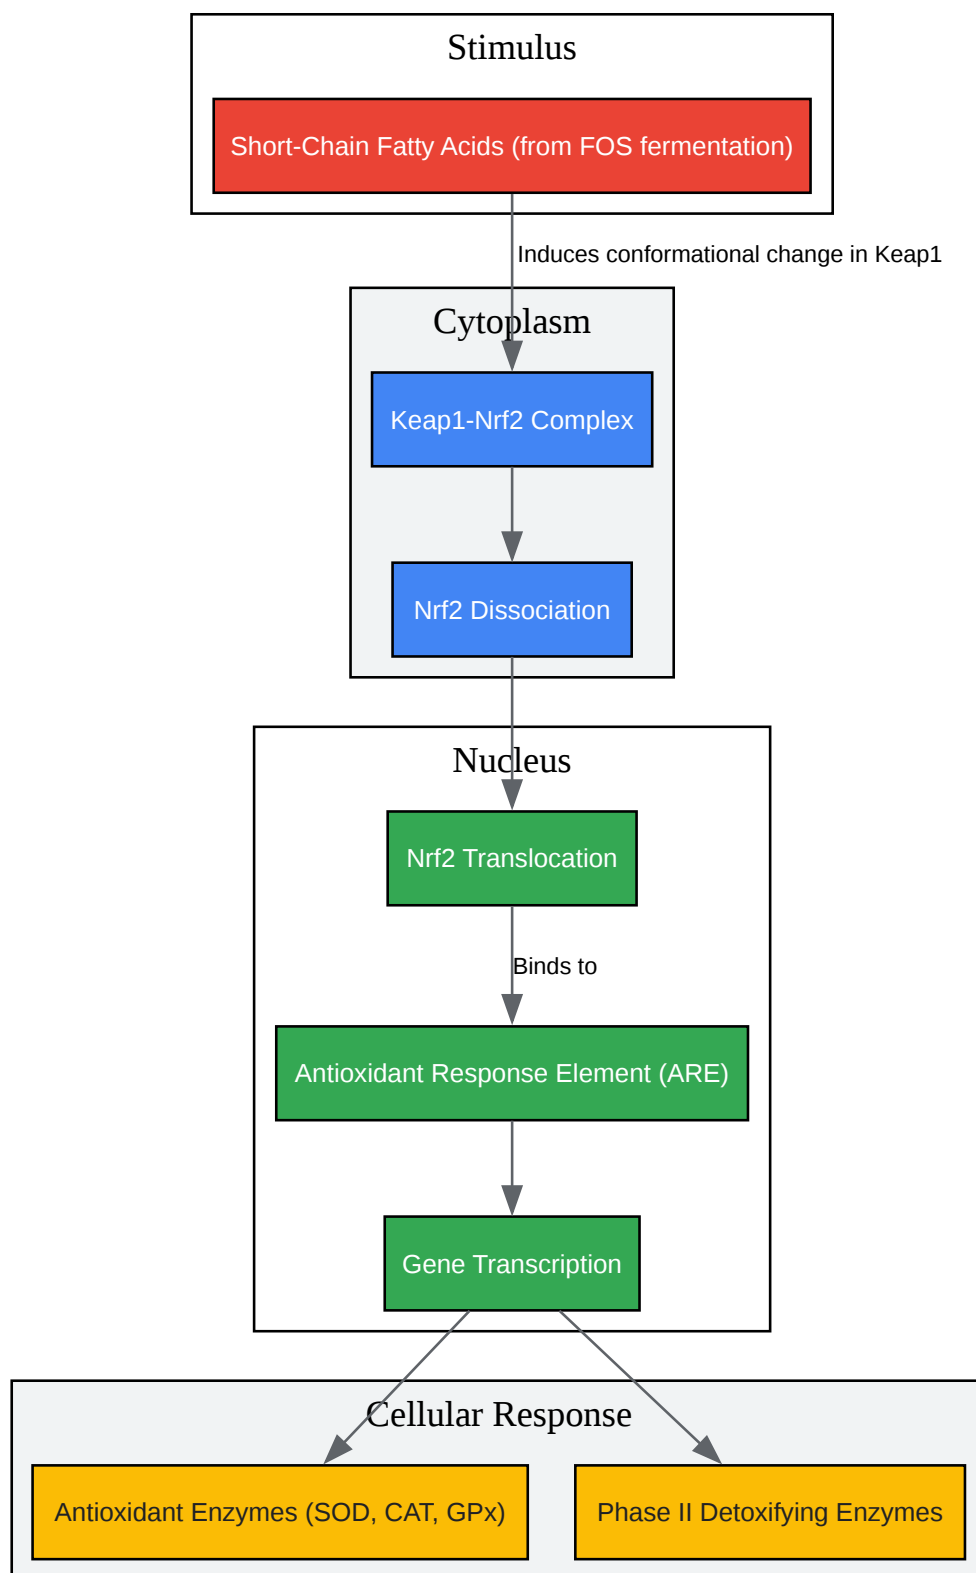 Stimulus
Short-Chain Fatty Acids (from FOS fermentation)
Induces conformational change in Keap1
Cytoplasm
Keap1-Nrf2 Complex
Nrf2 Dissociation
Nucleus
Nrf2 Translocation
Binds to
Antioxidant Response Element (ARE)
Gene Transcription
Cellular Response
Antioxidant Enzymes (SOD, CAT, GPx)
Phase II Detoxifying Enzymes